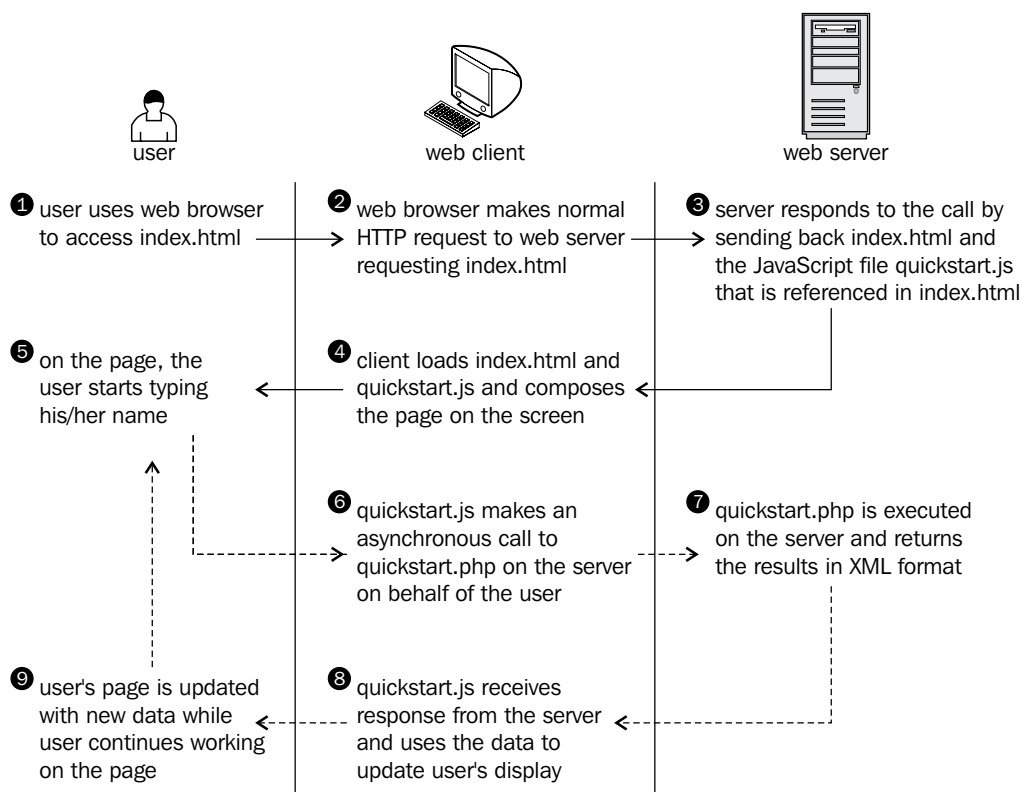 user
web client
web server
1 user uses web browser
to access index.html
2 web browser makes normal
HTTP request to web server
requesting index.html
3 server responds to the call by
sending back index.html and
the JavaScript file quickstart.js
that is referenced in index.html
5 on the page, the
user starts typing
his/her name
4 client loads index.html and
quickstart.js and composes
the page on the screen
6 quickstart.js makes an
asynchronous call to
quickstart.php on the server
on behalf of the user
7 quickstart.php is executed
on the server and returns
the results in XML format
9 user's page is updated
with new data while
user continues working
on the page
8 quickstart.js receives
response from the server
and uses the data to
update user's display